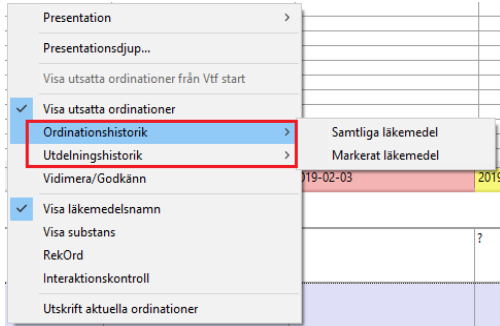 Presentation
Presentationsdjup...
Visa utsatta ordinationer från Vtf start
Visa utsatta ordinationer
Ordinationshistorik
Samtliga läkemedel
Utdelningshistorik
Markerat läkemedel
Vidimera/Godkänn
19-02-03
2019
Visa läkemedelsnamn
Visa substans
?
RekOrd
Interaktionskontroll
Utskrift aktuella ordinationer